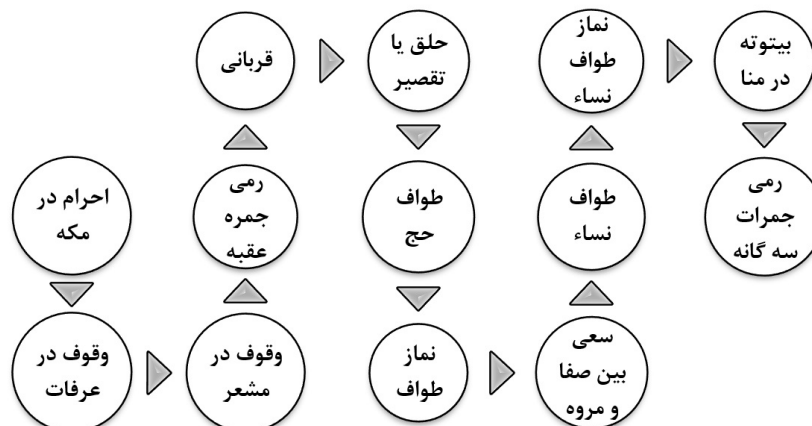 احرام در
مکه
وقوف در
عرفات
وقوف در
مشعر
رمی
جمره
عقبه
قربانی
حلق یا
تقصیر
طواف
حج
نماز
طواف
سعی
بین صفا
و مروه
طواف
نساء
نماز
طواف
نساء
بیتوته
در منا
رمی
جمرات
سه گانه